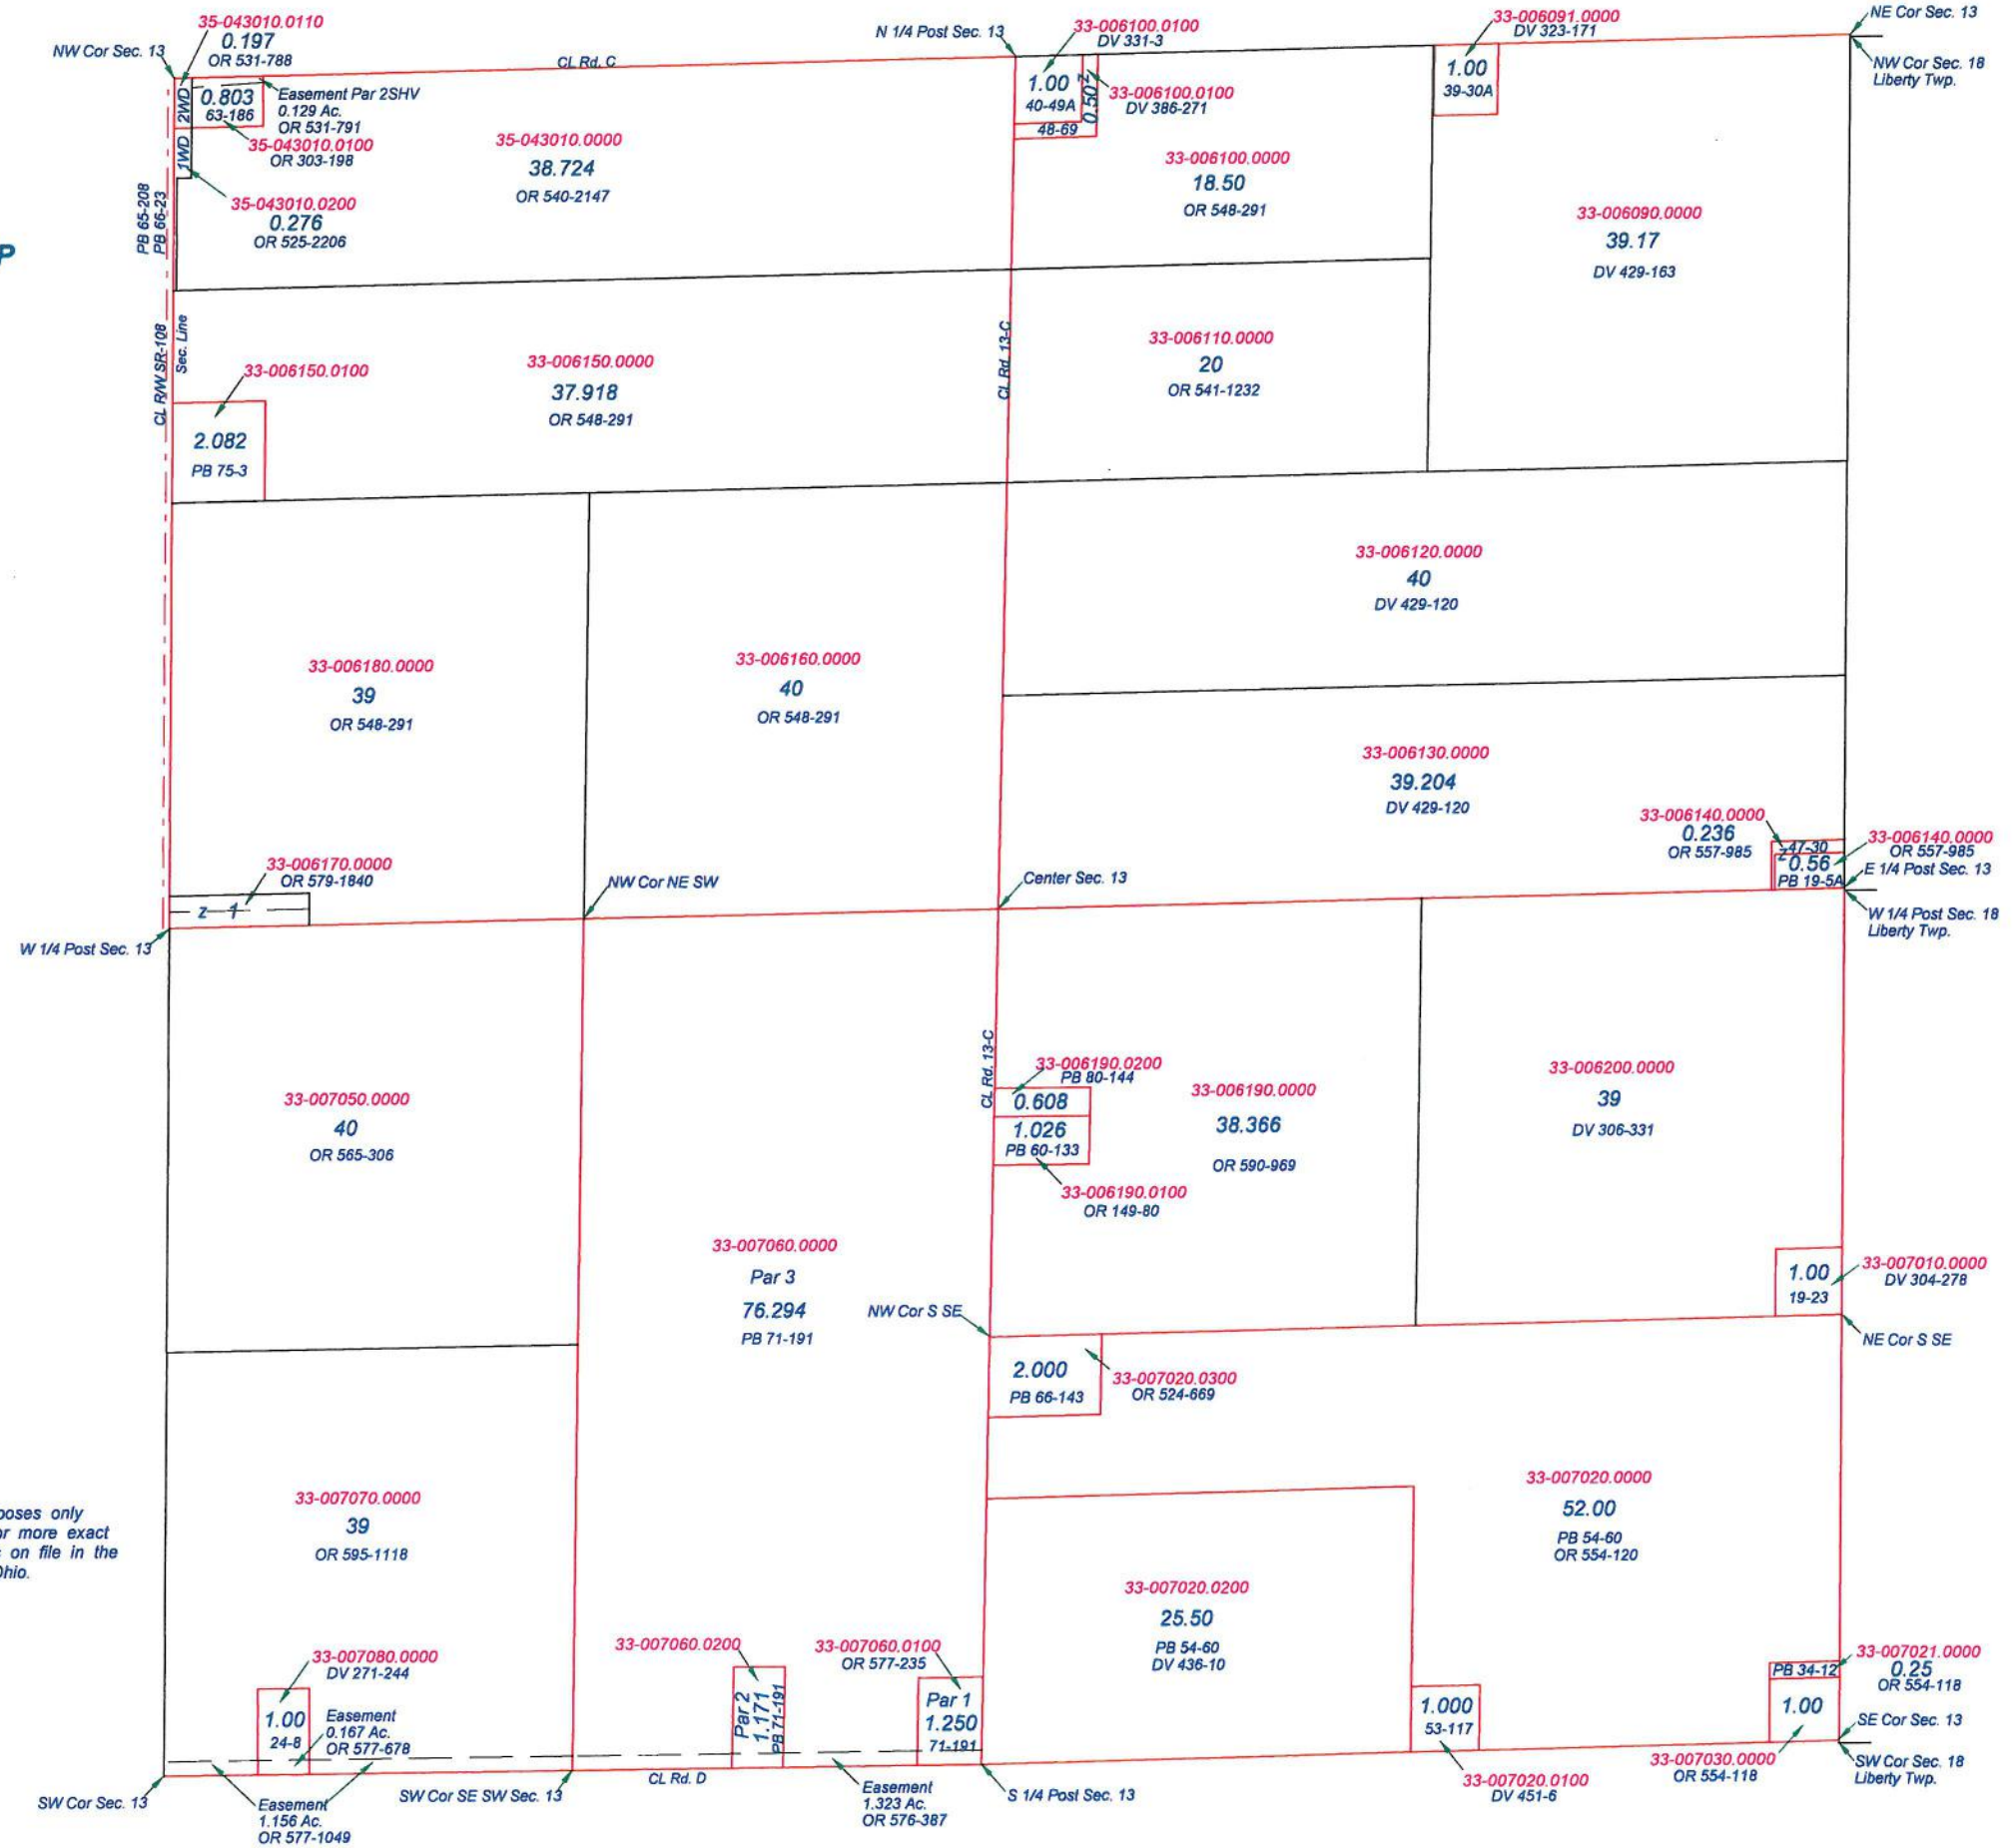 35-043010.0110
0.197
OR 531-788
NW Cor Sec. 13
CL Rd. C
N 1/4 Post Sec. 13
33-006100.0100
DV 331-3
33-006091.0000
DV 323-171
NE Cor Sec. 13
NW Cor Sec. 18
Liberty Twp.
2WD
0.803
63-186
Easement Par 2SHV
0.129 Ac.
OR 531-791
35-043010.0100
OR 303-198
1WD
35-043010.0200
0.276
OR 525-2206
PB 65-208
PB 66-23
35-043010.0000
38.724
OR 540-2147
1.00
40-49A
0.50
z
48-69
33-006100.0100
DV 386-271
33-006100.0000
18.50
OR 548-291
1.00
39-30A
33-006090.0000
39.17
DV 429-163
P
CL R/W SR-108
Sec. Line
33-006150.0100
2.082
PB 75-3
33-006150.0000
37.918
OR 548-291
CL Rd. 13-C
33-006110.0000
20
OR 541-1232
33-006120.0000
40
DV 429-120
33-006180.0000
39
OR 548-291
33-006160.0000
40
OR 548-291
33-006130.0000
39.204
DV 429-120
33-006140.0000
0.236
OR 557-985
47-30
z
0.56
PB 19-5A
33-006140.0000
OR 557-985
E 1/4 Post Sec. 13
33-006170.0000
OR 579-1840
z 1
NW Cor NE SW
Center Sec. 13
W 1/4 Post Sec. 13
W 1/4 Post Sec. 18
Liberty Twp.
33-007050.0000
40
OR 565-306
CL Rd. 13-C
33-006190.0200
PB 80-144
0.608
1.026
PB 60-133
33-006190.0100
OR 149-80
33-006190.0000
38.366
OR 590-969
33-006200.0000
39
DV 306-331
33-007060.0000
Par 3
76.294
PB 71-191
1.00
19-23
33-007010.0000
DV 304-278
NW Cor S SE
NE Cor S SE
2.000
PB 66-143
33-007020.0300
OR 524-669
33-007070.0000
39
OR 595-1118
poses only
or more exact
on file in the
Ohio.
33-007020.0000
52.00
PB 54-60
OR 554-120
33-007020.0200
25.50
PB 54-60
DV 436-10
33-007080.0000
DV 271-244
1.00
24-8
Easement
0.167 Ac.
OR 577-678
33-007060.0200
Par 2
1.171
PB 71-191
33-007060.0100
OR 577-235
Par 1
1.250
71-191
1.000
53-117
PB 34-12
1.00
33-007021.0000
0.25
OR 554-118
SE Cor Sec. 13
SW Cor Sec. 18
Liberty Twp.
33-007030.0000
OR 554-118
33-007020.0100
DV 451-6
SW Cor Sec. 13
Easement
1.156 Ac.
OR 577-1049
SW Cor SE SW Sec. 13
CL Rd. D
Easement
1.323 Ac.
OR 576-387
S 1/4 Post Sec. 13